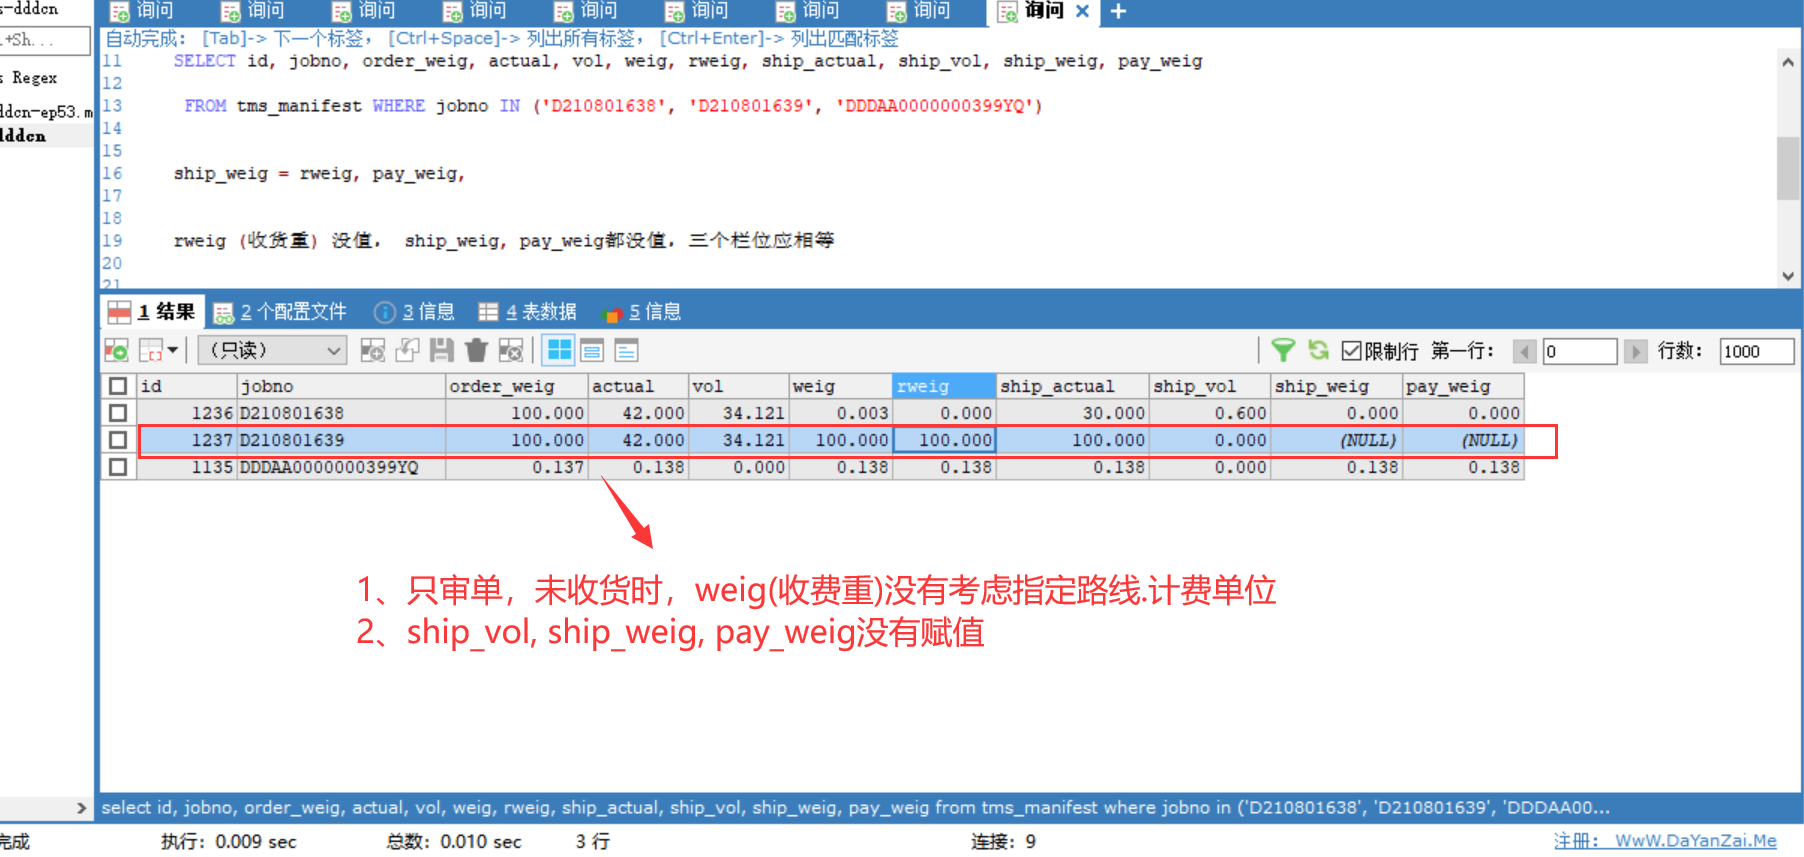 s-dddcn
询问 询问 询问 询问 询问 询问 询问 询问 询问
.+Sh...
自动完成: [Tab]-> 下一个标签, [Ctrl+Space]-> 列出所有标签, [Ctrl+Enter]-> 列出匹配标签
11 SELECT id, jobno, order_weig, actual, vol, weig, rweig, ship_actual, ship_vol, ship_weig, pay_weig
s Regex
12
13 FROM tms_manifest WHERE jobno IN ('D210801638', 'D210801639', 'DDDAA0000000399YQ')
ddcn-ep53.m
14
dddcn
15
16 ship_weig = rweig, pay_weig,
17
18
19 rweig (收货重) 没值, ship_weig, pay_weig都没值, 三个栏位应相等
20
21
1 结果 2 个配置文件 3 信息 4 表数据 5 信息
(只读) 限制行 第一行: 0 行数: 1000
id jobno order_weig actual vol weig rweig ship_actual ship_vol ship_weig pay_weig
1236 D210801638 100.000 42.000 34.121 0.003 0.000 30.000 0.600 0.000 0.000
1237 D210801639 100.000 42.000 34.121 100.000 100.000 100.000 0.000 (NULL) (NULL)
1135 DDDAA0000000399YQ 0.137 0.138 0.000 0.138 0.138 0.138 0.000 0.138 0.138
1、只审单，未收货时，weig(收费重)没有考虑指定路线.计费单位
2、ship_vol, ship_weig, pay_weig没有赋值
select id, jobno, order_weig, actual, vol, weig, rweig, ship_actual, ship_vol, ship_weig, pay_weig from tms_manifest where jobno in ('D210801638', 'D210801639', 'DDDAA00...
完成 执行: 0.009 sec 总数: 0.010 sec 3 行 连接: 9 注册: WwW.DaYanZai.Me